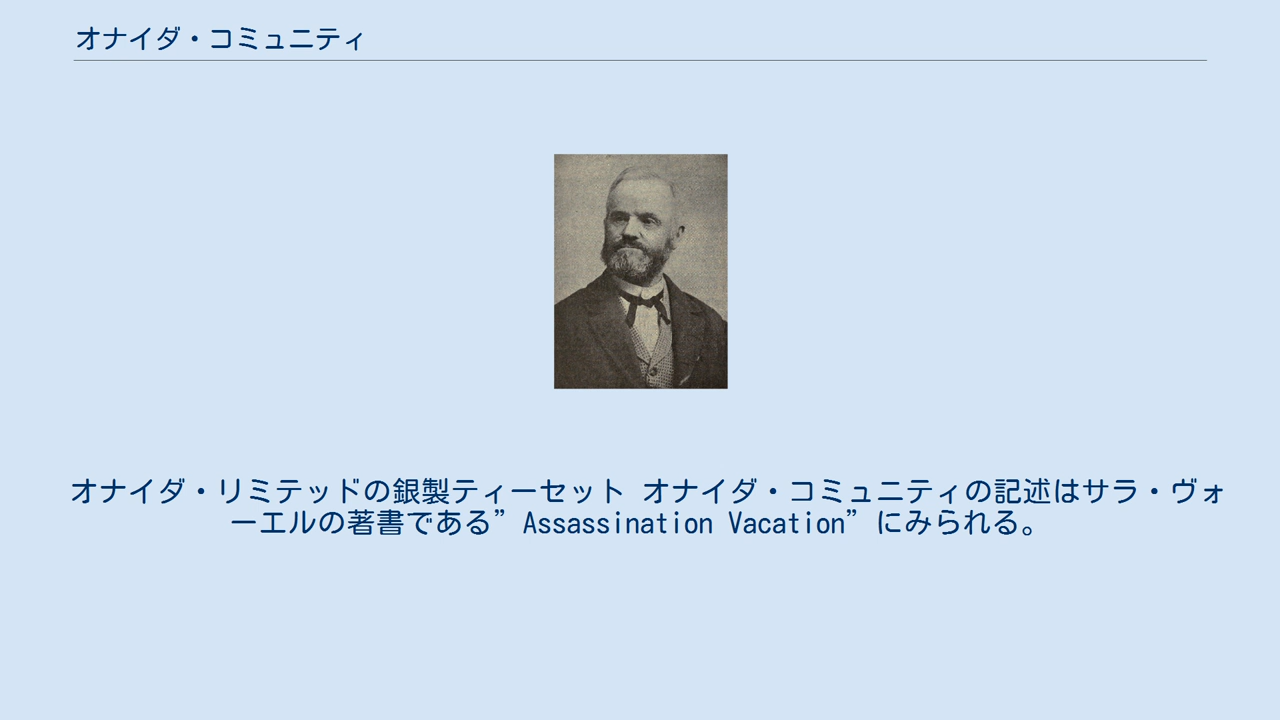 オナイダ・コミュニティ
オナイダ・リミテッドの銀製ティーセット オナイダ・コミュニティの記述はサラ・ヴォ
ーエルの著書である”Assassination Vacation”にみられる。